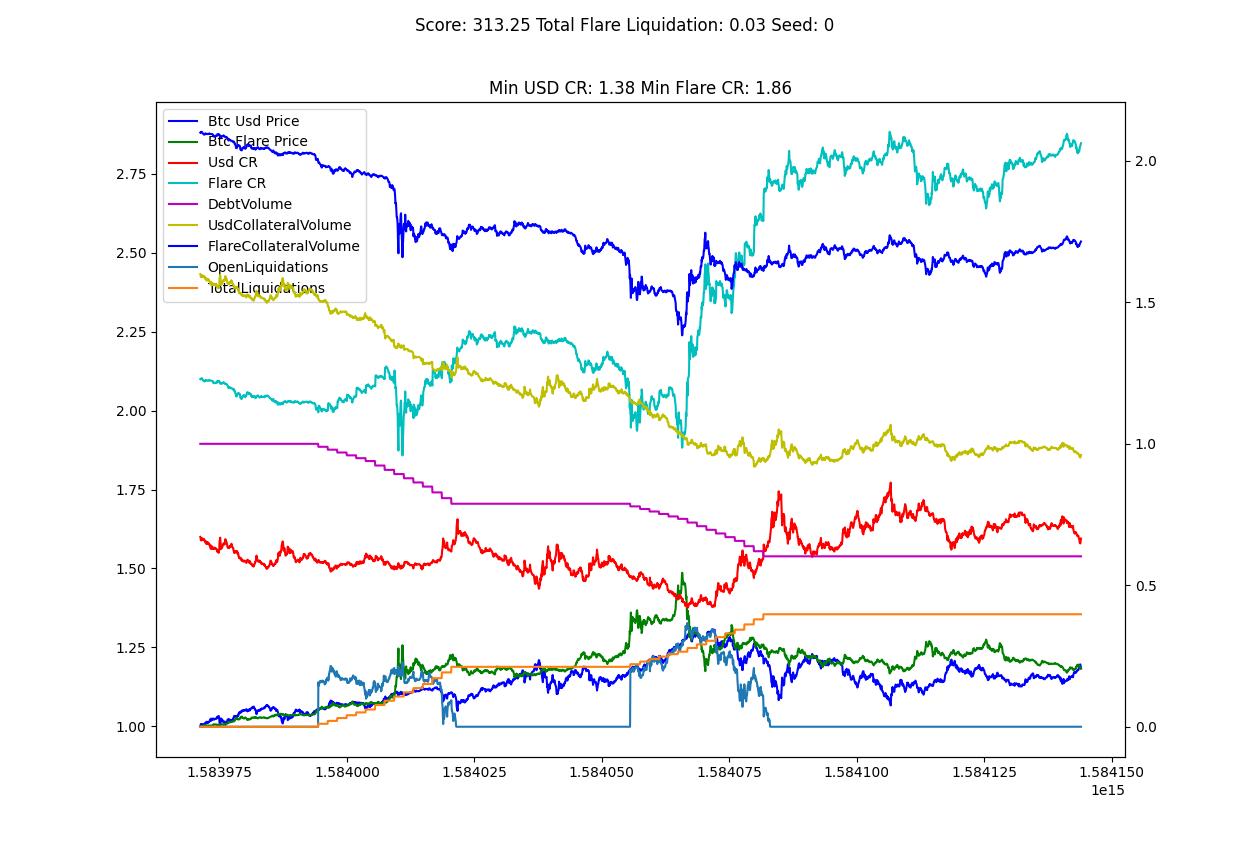 Score: 313.25 Total Flare Liquidation: 0.03 Seed: 0
Min USD CR: 1.38 Min Flare CR: 1.86
Btc Usd Price
Btc Flare Price
Usd CR
Flare CR
DebtVolume
UsdCollateralVolume
FlareCollateralVolume
OpenLiquidations
TotalLiquidations
2.75
2.50
2.25
2.00
1.75
1.50
1.25
1.00
2.0
1.5
1.0
0.5
0.0
1.583975 1.584000 1.584025 1.584050 1.584075 1.584100 1.584125 1.584150
1e15